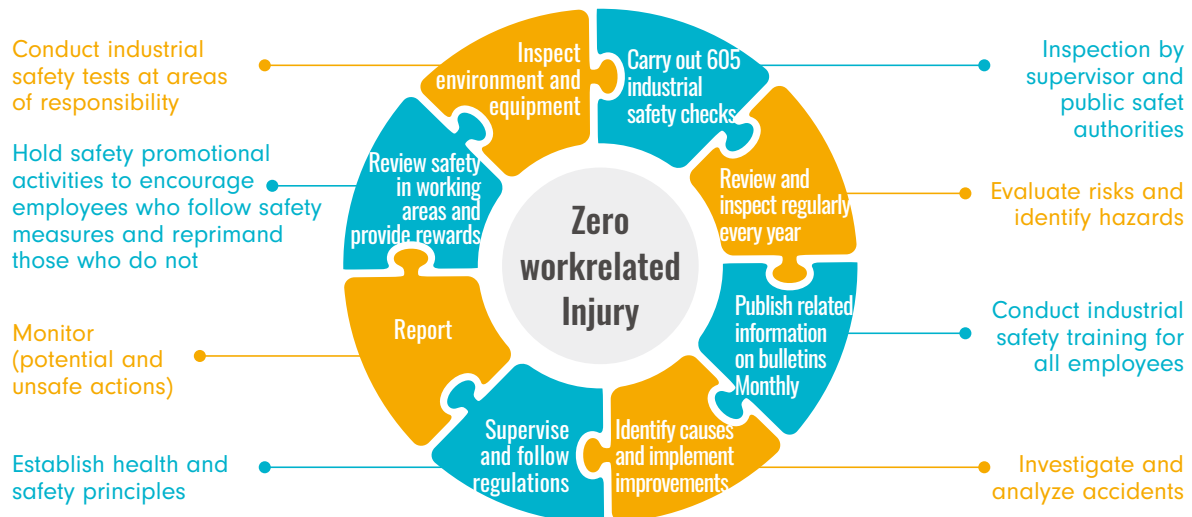 Conduct industrial
safety tests at areas
of responsibility
Hold safety promotional
activities to encourage
employees who follow safety
measures and reprimand
those who do not
Monitor
(potential and
unsafe actions)
Establish health and
safety principles
Inspect
environment and
equipment
Carry out 605
industrial
safety checks
Review safety
in working
areas and
provide rewards
Review and
inspect regularly
every year
Zero
workrelated
Injury
Report
Publish related
information
on bulletins
Monthly
Supervise
and follow
regulations
Identify causes
and implement
improvements
Inspection by
supervisor and
public safet
authorities
Evaluate risks and
identify hazards
Conduct industrial
safety training for
all employees
Investigate and
analyze accidents